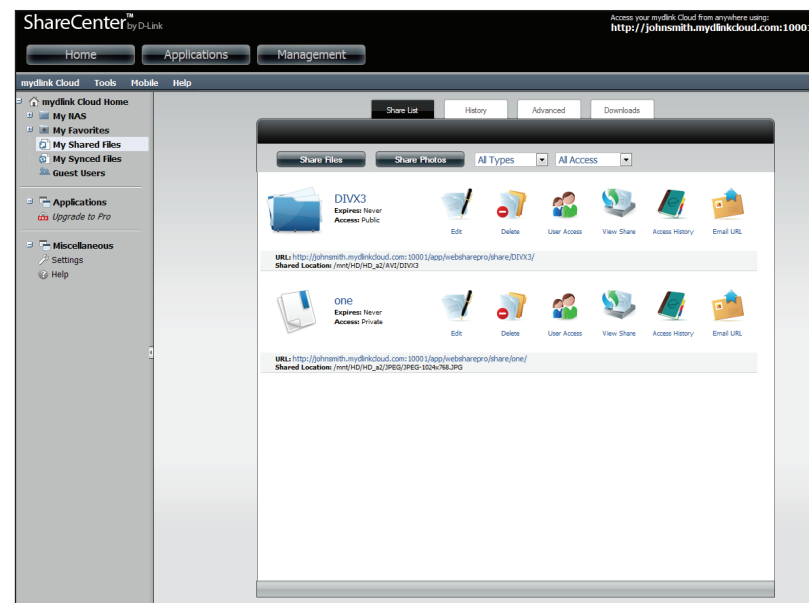 ShareCenter™ by D-Link
Access your mydlink Cloud from anywhere using:
http://johnsmith.mydlinkcloud.com:10001
Home Applications Management
mydlink Cloud Tools Mobile Help
mydlink Cloud Home
My NAS
My Favorites
My Shared Files
My Synced Files
Guest Users
Applications
Upgrade to Pro
Miscellaneous
Settings
Help
Share List History Advanced Downloads
Share Files Share Photos All Types All Access
DIVX3
Expires: Never
Access: Public
Edit Delete User Access View Share Access History Email URL
URL: http://johnsmith.mydlinkcloud.com:10001/app/websharepro/share/DIVX3/
Shared Location: /mnt/HD/HD_a2/AVI/DIVX3
one
Expires: Never
Access: Private
Edit Delete User Access View Share Access History Email URL
URL: http://johnsmith.mydlinkcloud.com:10001/app/websharepro/share/one/
Shared Location: /mnt/HD/HD_a2/JPEG/JPEG-1024x768.JPG